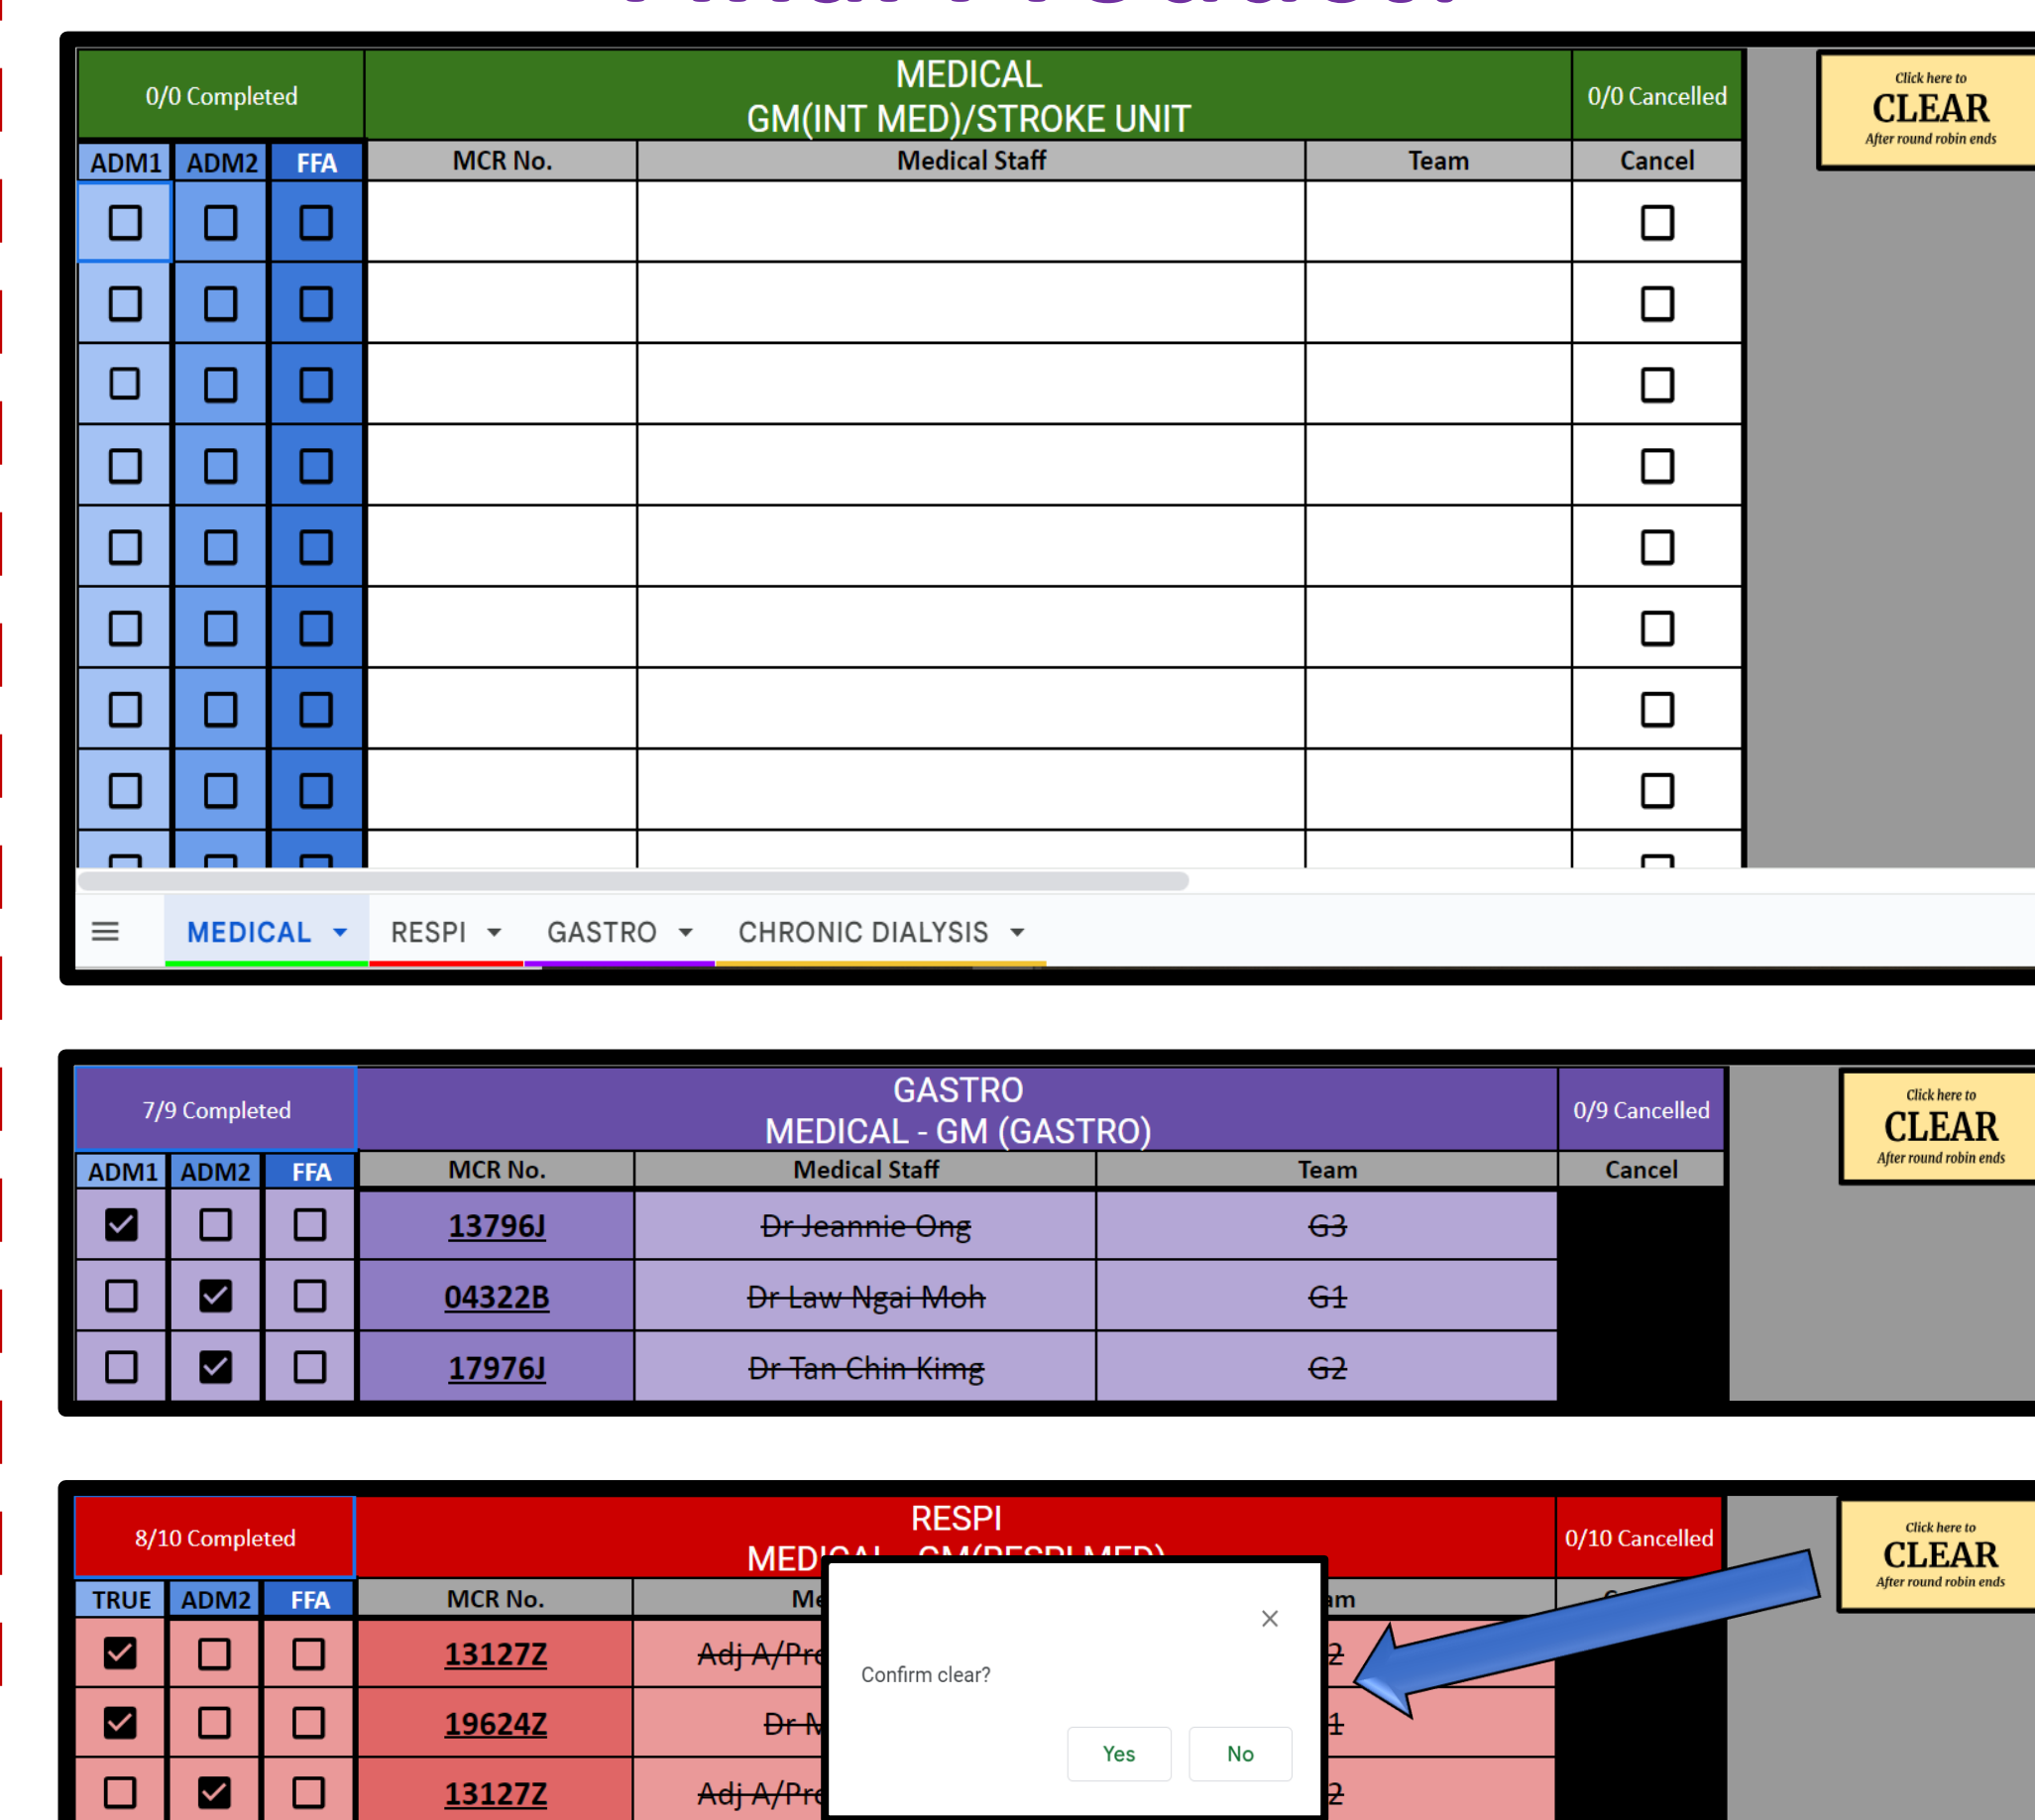 0/0 Completed
MEDICAL
GM(INT MED)/STROKE UNIT
0/0 Cancelled
Click here to
CLEAR
After round robin ends
ADM1 ADM2 FFA MCR No. Medical Staff Team Cancel
MEDICAL RESPI GASTRO CHRONIC DIALYSIS
7/9 Completed
GASTRO
MEDICAL - GM (GASTRO)
0/9 Cancelled
Click here to
CLEAR
After round robin ends
ADM1 ADM2 FFA MCR No. Medical Staff Team Cancel
13796J Dr Jeannie Ong G3
04322B Dr Law Ngai Moh G1
17976J Dr Tan Chin Kimg G2
8/10 Completed
RESPI
0/10 Cancelled
Click here to
CLEAR
After round robin ends
TRUE ADM2 FFA MCR No.
13127Z Adj
19624Z Dr
13127Z Adj
Confirm clear?
Yes No